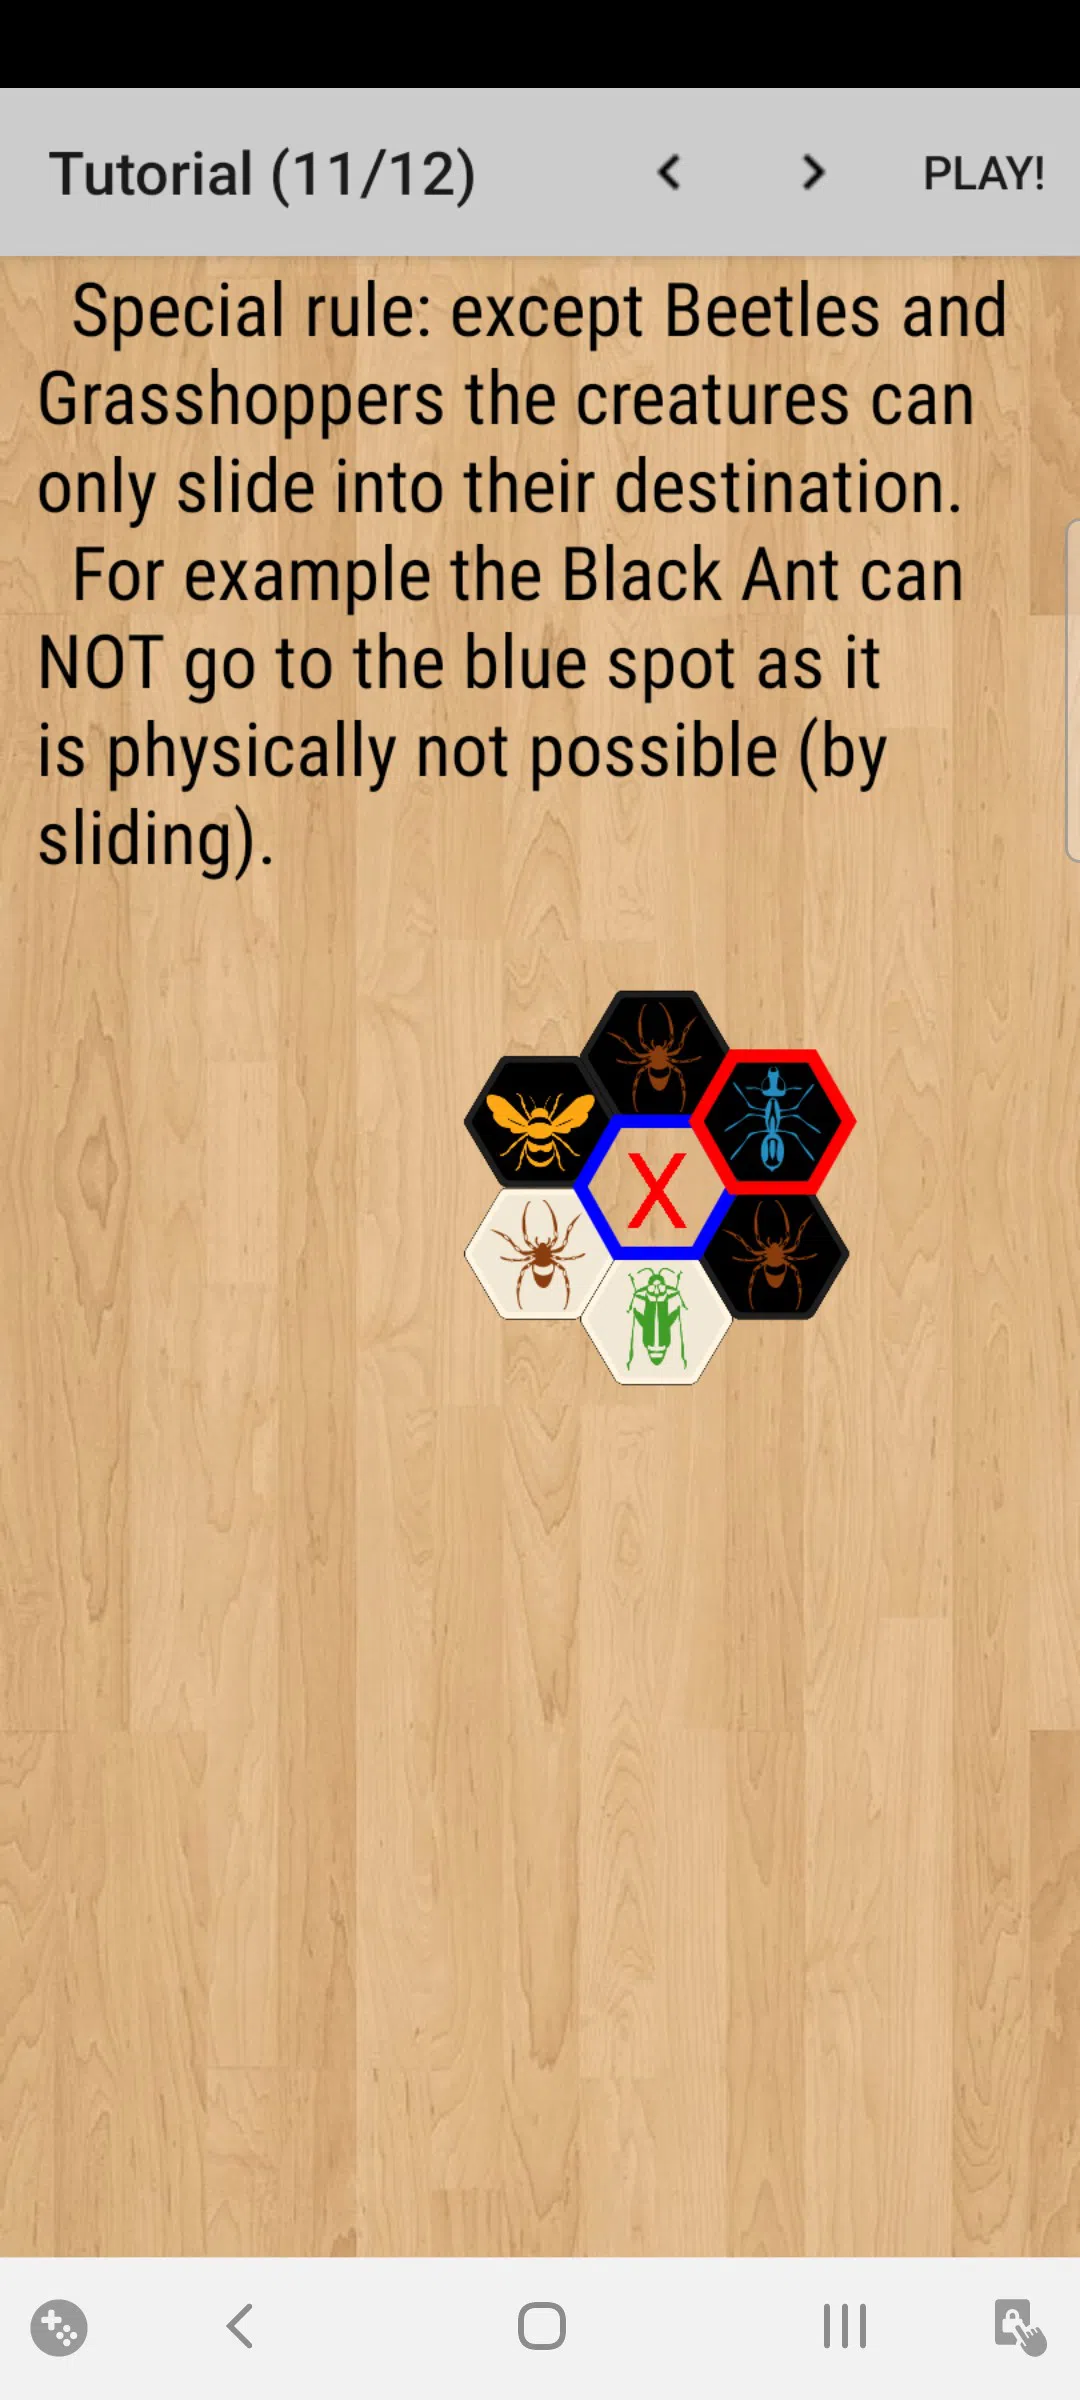 Tutorial (11/12)
PLAY!
Special rule: except Beetles and
Grasshoppers the creatures can
only slide into their destination.
For example the Black Ant can
NOT go to the blue spot as it
is physically not possible (by
sliding).
X